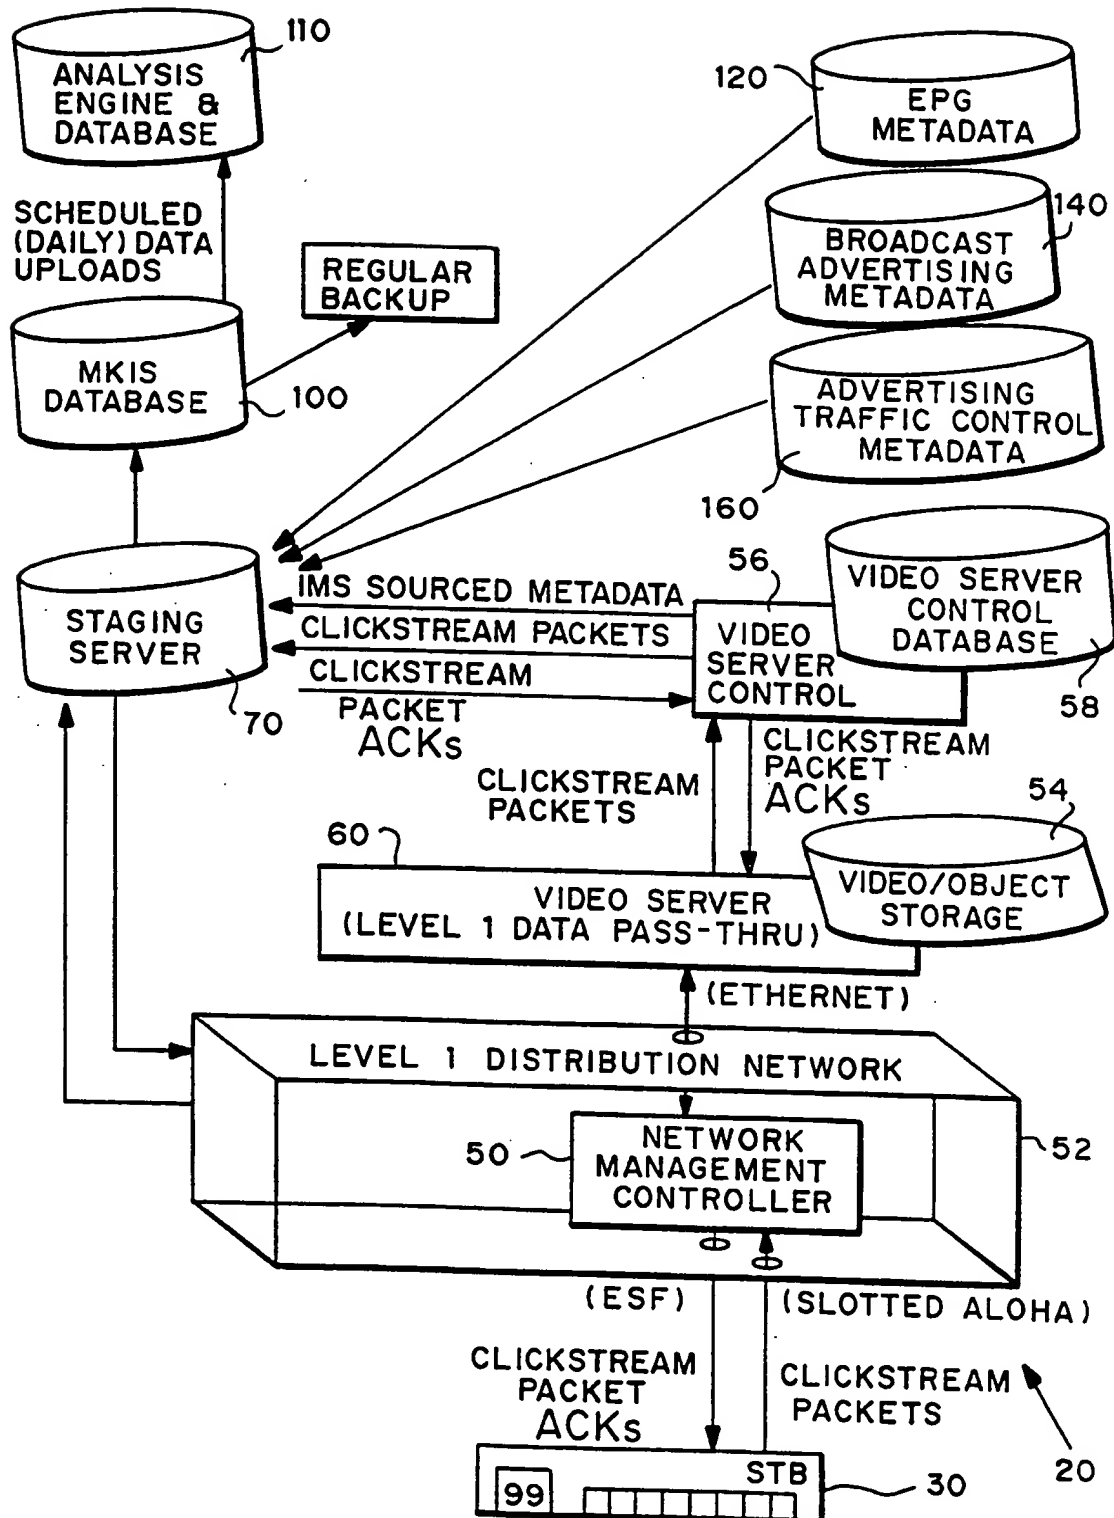 110
ANALYSIS
ENGINE &
DATABASE
120
EPG
METADATA
SCHEDULED
(DAILY) DATA
UPLOADS
REGULAR
BACKUP
140
BROADCAST
ADVERTISING
METADATA
MKIS
DATABASE
100
ADVERTISING
TRAFFIC CONTROL
METADATA
160
STAGING
SERVER
70
IMS SOURCED METADATA
CLICKSTREAM PACKETS
CLICKSTREAM
PACKET
ACKs
56
VIDEO
SERVER
CONTROL
VIDEO SERVER
CONTROL
DATABASE
58
CLICKSTREAM
PACKETS
CLICKSTREAM
PACKET
ACKs
54
VIDEO/OBJECT
STORAGE
60
VIDEO SERVER
(LEVEL 1 DATA PASS-THRU)
(ETHERNET)
LEVEL 1 DISTRIBUTION NETWORK
50
NETWORK
MANAGEMENT
CONTROLLER
52
(ESF)
(SLOTTED ALOHA)
CLICKSTREAM
PACKET
ACKs
CLICKSTREAM
PACKETS
20
STB
99
30